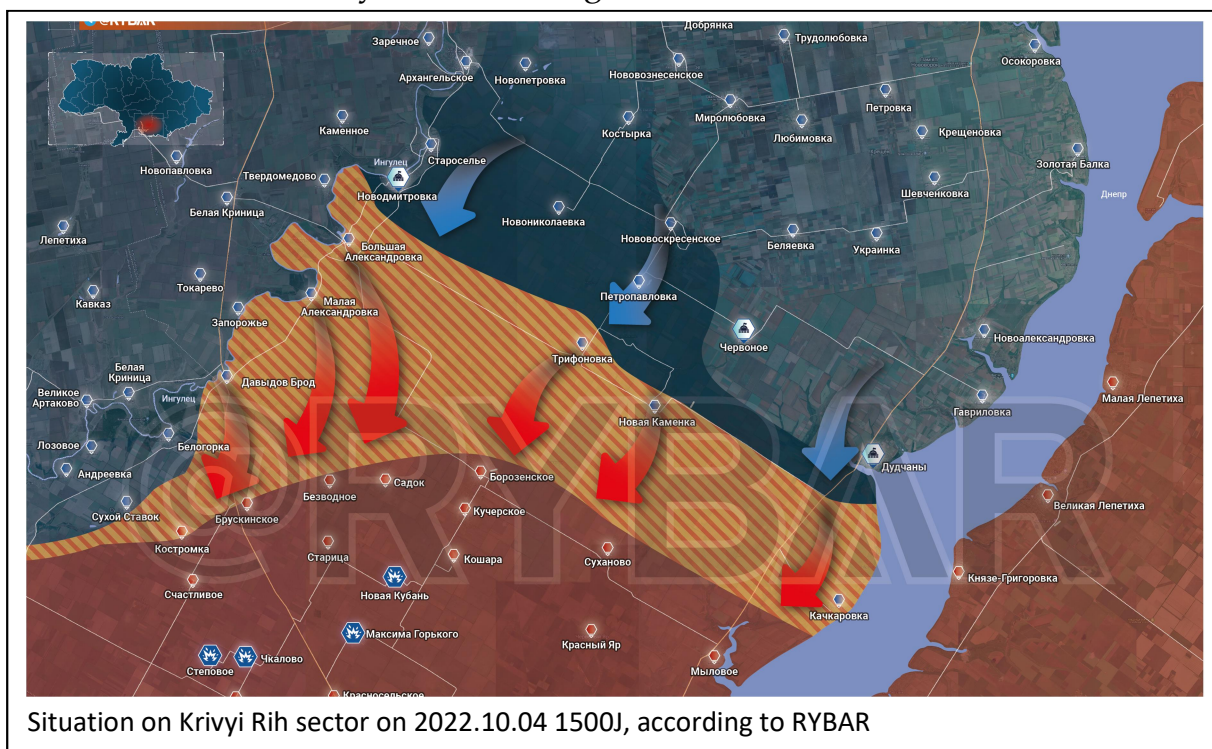 @RYBAR
Добрянка
Заречное
Трудолюбовка
Осокоровка
Архангельское
Новопетровка
Нововознесенское
Миролюбовка
Петровка
Каменное
Костырка
Любимовка
Крещеновка
Староселье
Золотая Балка
Новопавловка
Ингулец
Твердомедово
Новодмитровка
Шевченковка
Днепр
Белая Криница
Новониколаевка
Нововоскресенское
Лепетиха
Большая
Александровка
Беляевка
Украинка
Токарево
Петропавловка
Кавказ
Малая
Александровка
Запорожье
Червоное
Новоалександровка
Трифоновка
Белая
Криница
Давыдов Брод
Великое
Артаково
Ингулец
Малая Лепетиха
Гавриловка
Новая Каменка
Лозовое
Белогорка
Андреевка
Дудчаны
@RYBAR
Борозенское
Садок
Безводное
Великая Лепетиха
Сухой Ставок
Брускинское
Кучерское
Костромка
Старица
Кошара
Суханово
Счастливое
Новая Кубань
Князе-Григоровка
Качкаровка
Максима Горького
Красный Яр
Чкалово
Степовое
Мыловое
Красносельское
Situation on Krivyi Rih sector on 2022.10.04 1500J, according to RYBAR